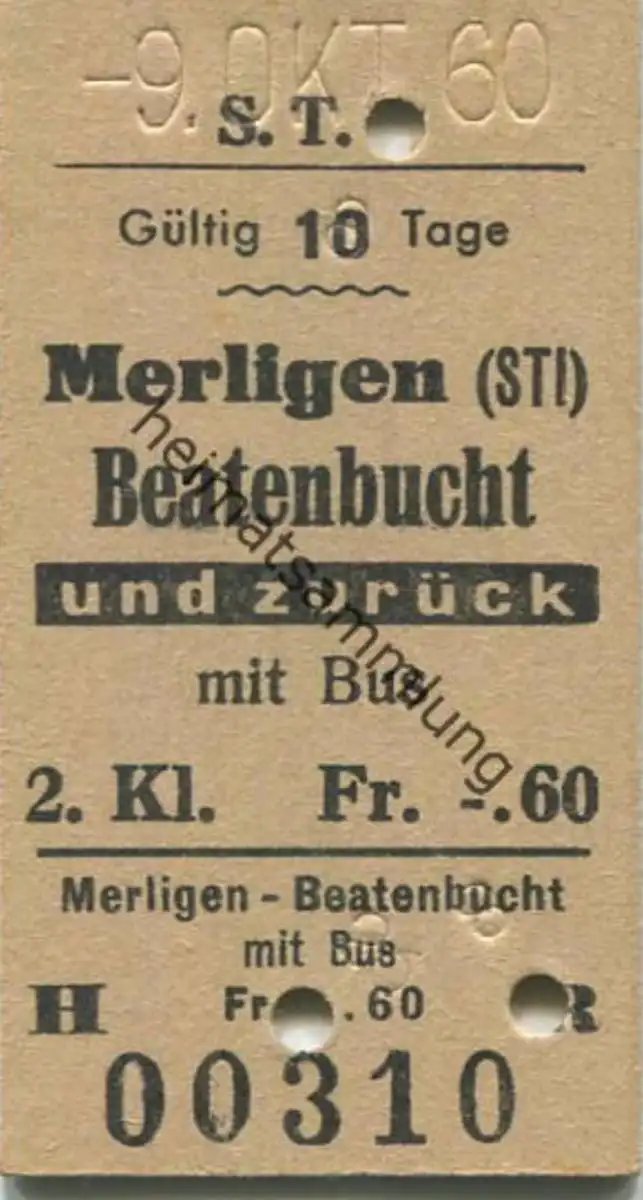 -9. OKT 60
S. T.
Gültig 10 Tage
Merligen (STI)
Beatenbucht
und zurück
mit Bus
2. Kl. Fr. -.60
Merligen - Beatenbucht
mit Bus
H Fr .60 R
00310
heimatsammlung